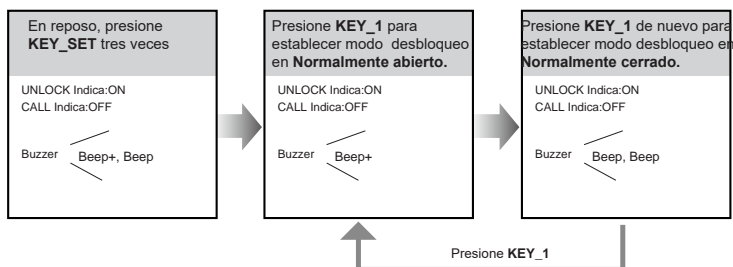 En reposo, presione
KEY_SET tres veces
UNLOCK Indica:ON
CALL Indica:OFF
Buzzer
Beep+, Beep
Presione KEY_1 para
establecer modo desbloqueo
en Normalmente abierto.
UNLOCK Indica:ON
CALL Indica:OFF
Buzzer
Beep+
Presione KEY_1 de nuevo para
establecer modo desbloqueo en
Normalmente cerrado.
UNLOCK Indica:ON
CALL Indica:OFF
Buzzer
Beep, Beep
Presione KEY_1